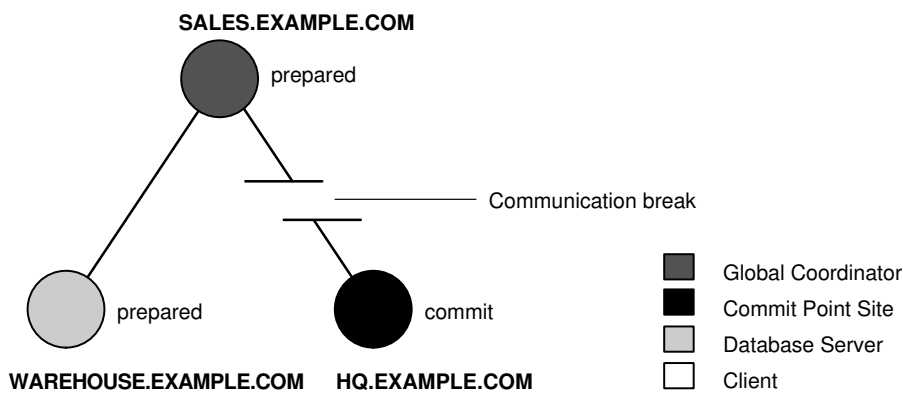 SALES.EXAMPLE.COM
prepared
Communication break
prepared
commit
WAREHOUSE.EXAMPLE.COM
HQ.EXAMPLE.COM
Global Coordinator
Commit Point Site
Database Server
Client